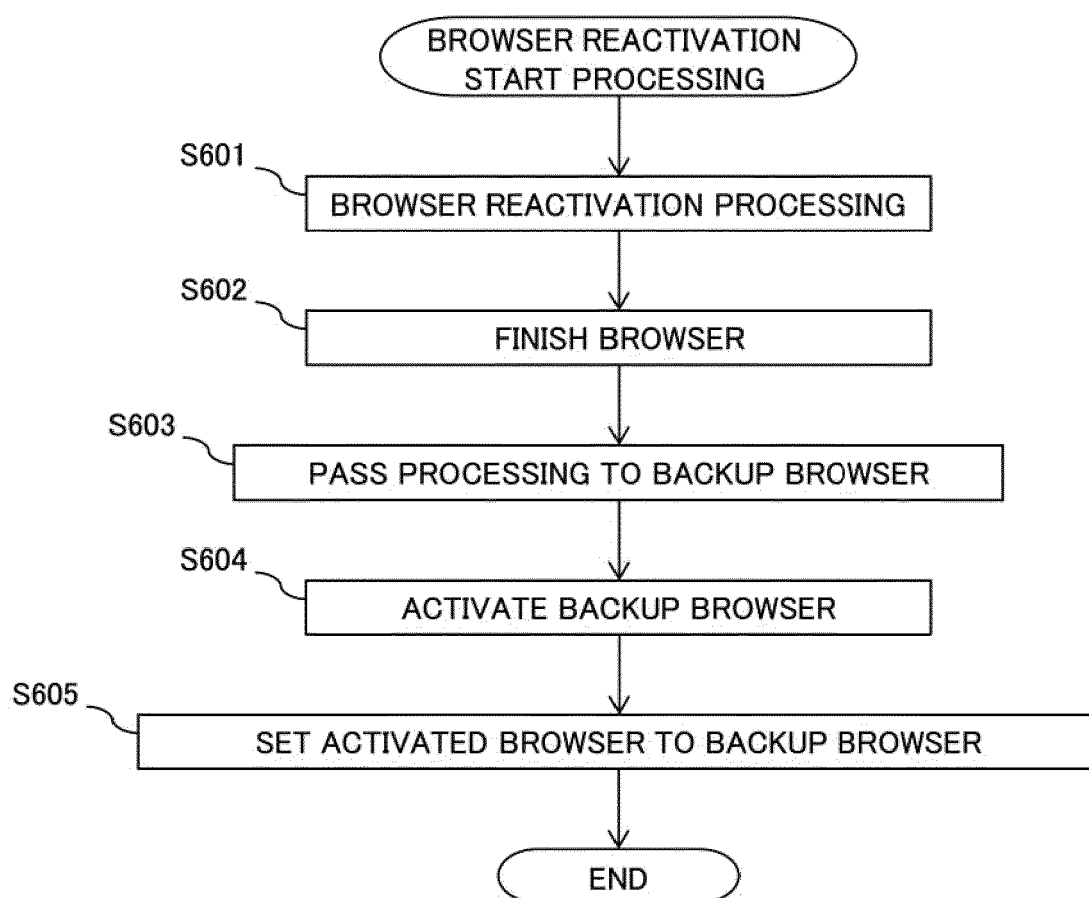 BROWSER REACTIVATION
START PROCESSING
S601
BROWSER REACTIVATION PROCESSING
S602
FINISH BROWSER
S603
PASS PROCESSING TO BACKUP BROWSER
S604
ACTIVATE BACKUP BROWSER
S605
SET ACTIVATED BROWSER TO BACKUP BROWSER
END